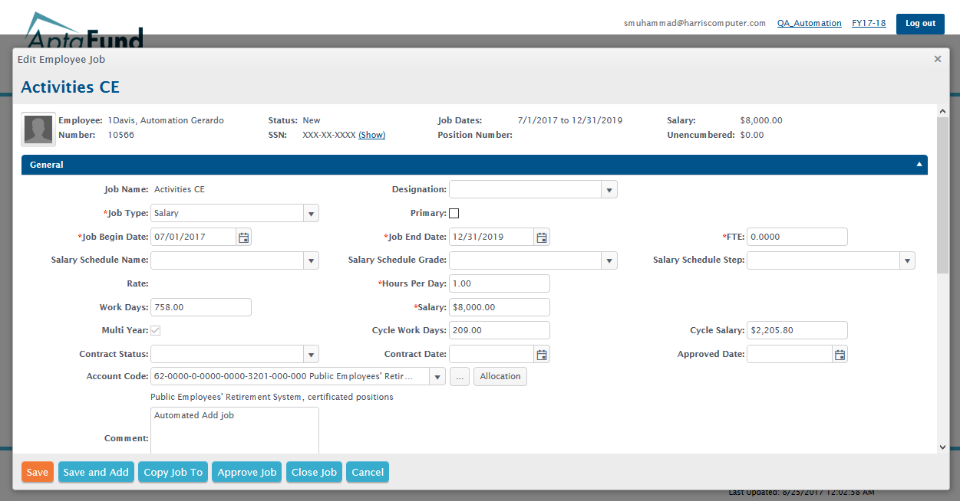 smuhammad@harriscomputer.com QA_Automation FY17-18 Log out
AptaFund
Edit Employee Job ×
Activities CE
Employee: 1Davis, Automation Gerardo Status: New Job Dates: 7/1/2017 to 12/31/2019 Salary: $8,000.00
Number: 10566 SSN: XXX-XX-XXXX (Show) Position Number: Unencumbered: $0.00
General
Job Name: Activities CE Designation:
*Job Type: Salary Primary:
*Job Begin Date: 07/01/2017 *Job End Date: 12/31/2019 *FTE: 0.0000
Salary Schedule Name: Salary Schedule Grade: Salary Schedule Step:
Rate: *Hours Per Day: 1.00
Work Days: 758.00 *Salary: $8,000.00
Multi Year: Cycle Work Days: 209.00 Cycle Salary: $2,205.80
Contract Status: Contract Date: Approved Date:
Account Code: 62-0000-0-0000-0000-3201-000-000 Public Employees' Retir... ... Allocation
Public Employees' Retirement System, certificated positions
Automated Add job
Comment:
Save Save and Add Copy Job To Approve Job Close Job Cancel
Last Updated: 8/25/2017 12:02:58 AM